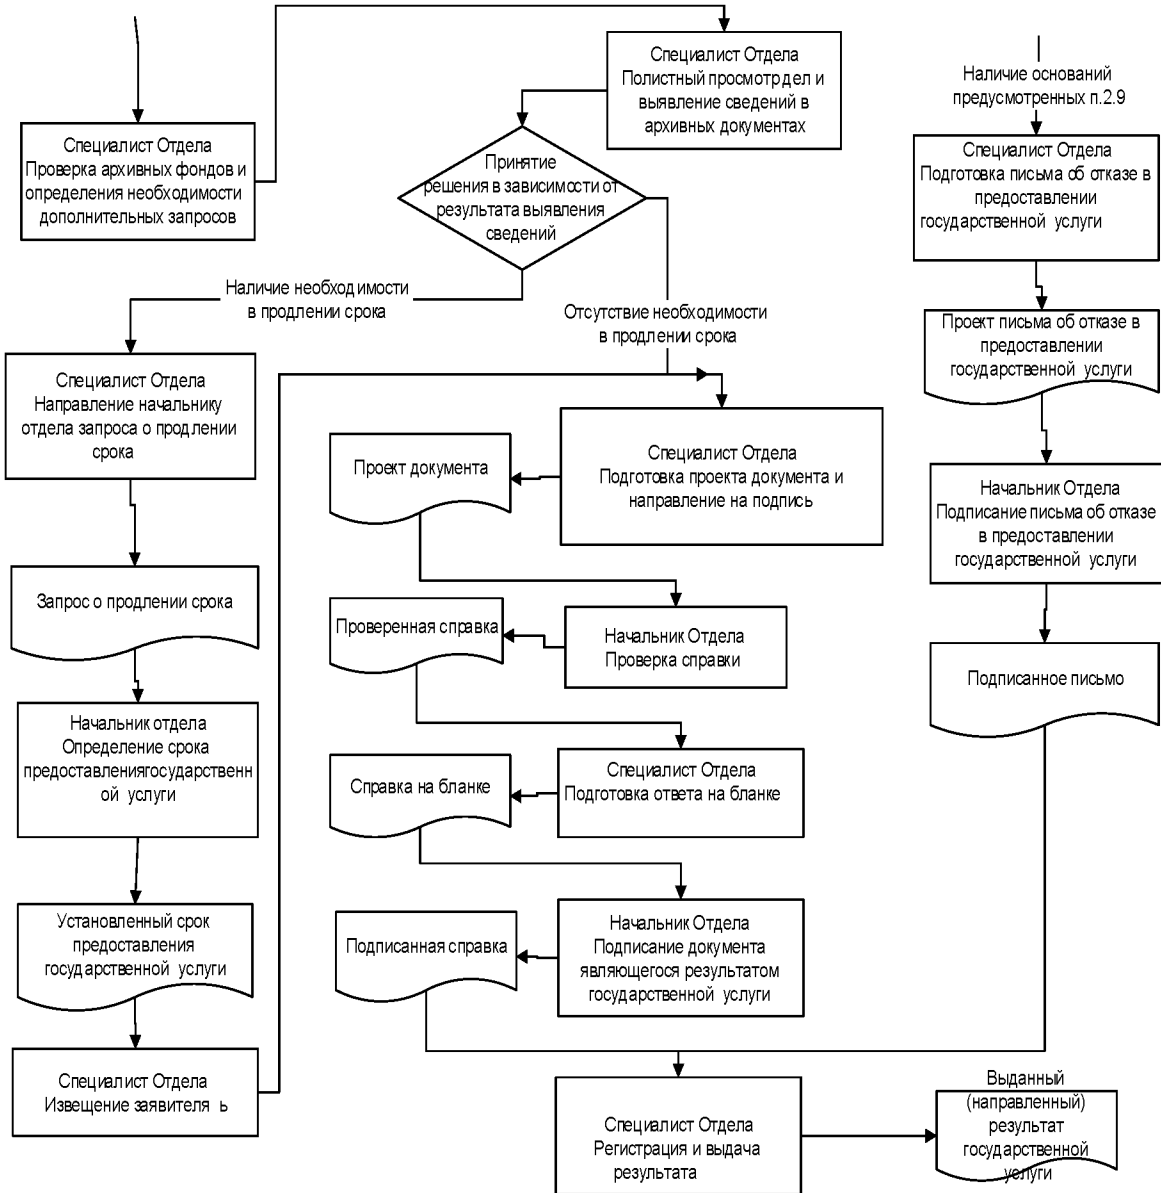 Специалист Отдела
Проверка архивных фондов и
определения необходимости
дополнительных запросов
Специалист Отдела
Полистный просмотр дел и
выявление сведений в
архивных документах
Наличие оснований
предусмотренных п.2.9
Специалист Отдела
Подготовка письма об отказе в
предоставлении
государственной услуги
Принятие
решения в зависимости от
результата выявления
сведений
Наличие необходимости
в продлении срока
Отсутствие необходимости
в продлении срока
Проект письма об отказе в
предоставлении
государственной услуги
Специалист Отдела
Направление начальнику
отдела запроса о продлении
срока
Проект документа
Специалист Отдела
Подготовка проекта документа и
направление на подпись
Начальник Отдела
Подписание письма об отказе
в предоставлении
государственной услуги
Запрос о продлении срока
Проверенная справка
Начальник Отдела
Проверка справки
Подписанное письмо
Начальник отдела
Определение срока
предоставлениягосударственн
ой услуги
Справка на бланке
Специалист Отдела
Подготовка ответа на бланке
Установленный срок
предоставления
государственной услуги
Подписанная справка
Начальник Отдела
Подписание документа
являющегося результатом
государственной услуги
Специалист Отдела
Извещение заявителя ь
Специалист Отдела
Регистрация и выдача
результата
Выданный
(направленный)
результат
государственной
услуги